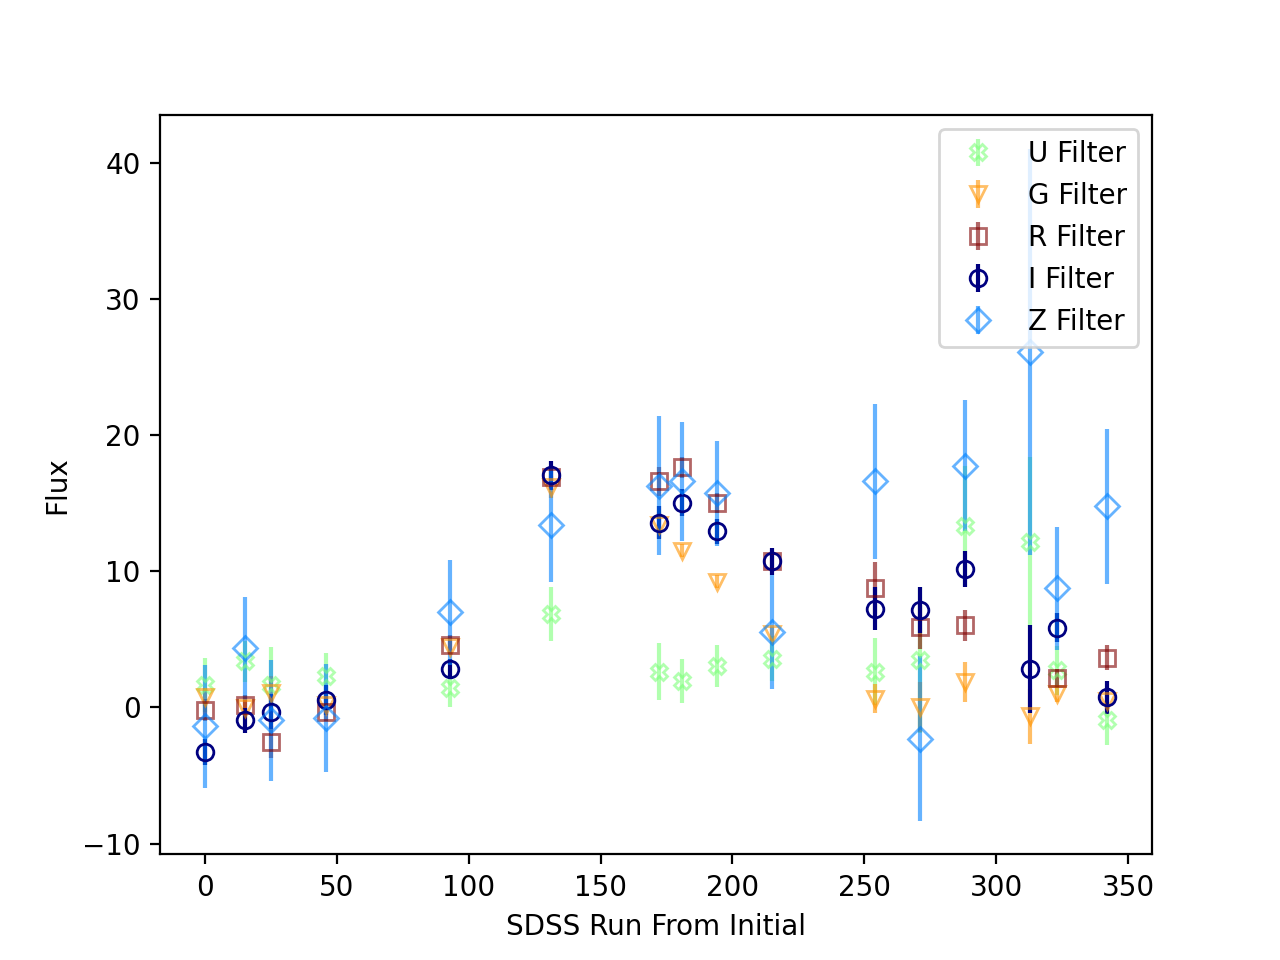 40
30
20
10
0
−10
Flux
0 50 100 150 200 250 300 350
SDSS Run From Initial
U Filter
G Filter
R Filter
I Filter
Z Filter